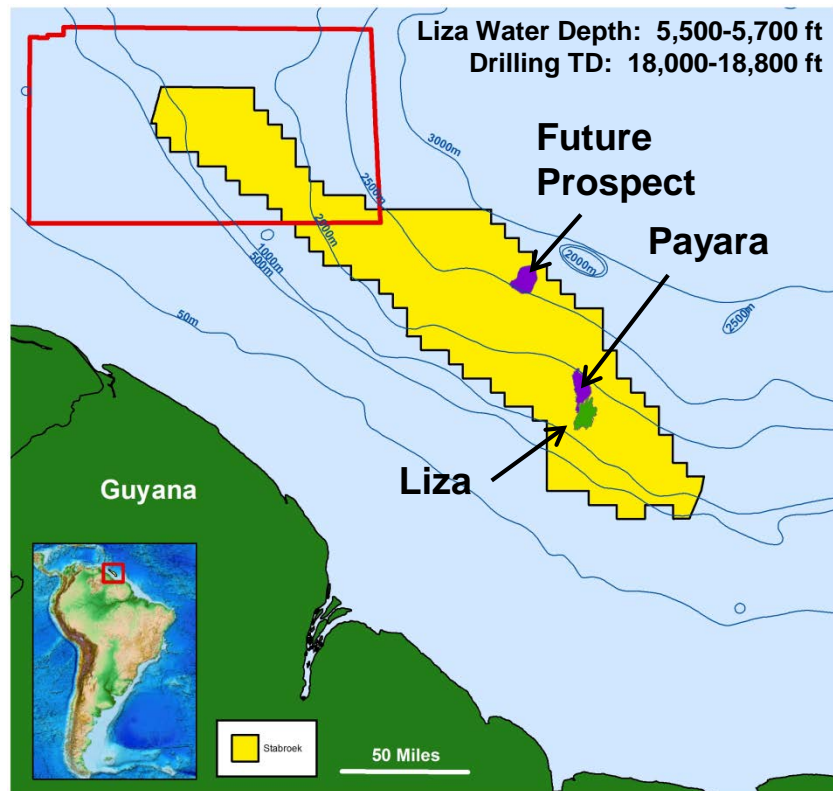 Liza Water Depth: 5,500-5,700 ft
Drilling TD: 18,000-18,800 ft
3000m
Future
Prospect
2500m
Payara
2000m
2000m
1000m
500m
2500m
50m
Liza
Guyana
Stabroek
50 Miles